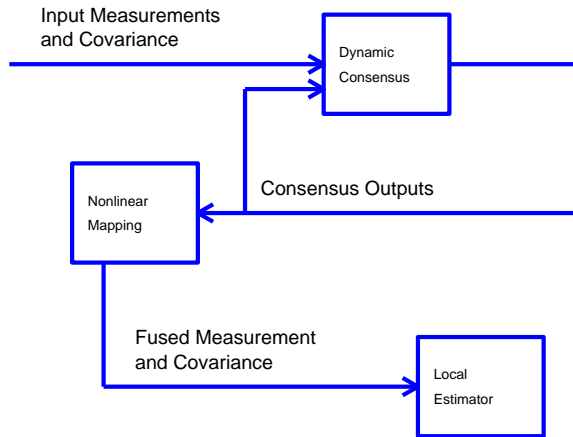 Input Measurements
and Covariance
Dynamic
Consensus
Nonlinear
Mapping
Consensus Outputs
Fused Measurement
and Covariance
Local
Estimator